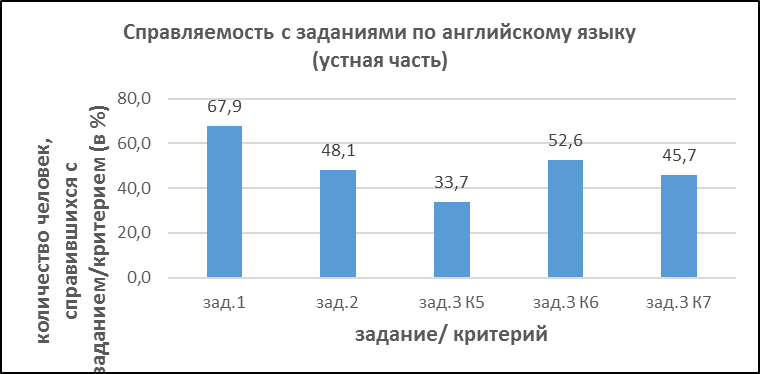 Справляемость с заданиями по английскому языку
(устная часть)
количество человек,
справившихся с
заданием/критерием (в %)
80,0
60,0
40,0
20,0
0,0
67,9
48,1
33,7
52,6
45,7
зад.1
зад.2
зад.3 К5
зад.3 К6
зад.3 К7
задание/ критерий